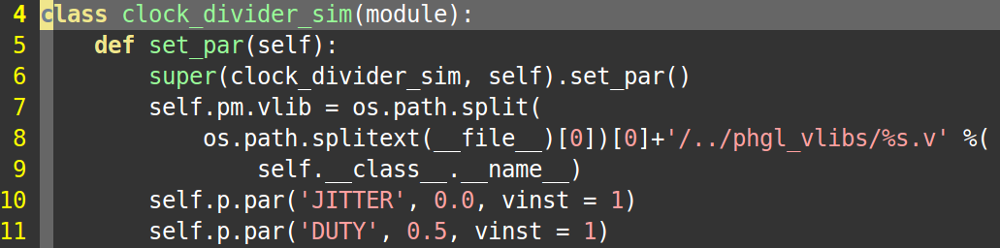 4 class clock_divider_sim(module):
5     def set_par(self):
6         super(clock_divider_sim, self).set_par()
7         self.pm.vlib = os.path.split(
8             os.path.splitext(__file__)[0])[0]+'/../phgl_vlibs/%s.v' %(
9                 self.__class__.__name__)
10         self.p.par('JITTER', 0.0, vinst = 1)
11         self.p.par('DUTY', 0.5, vinst = 1)